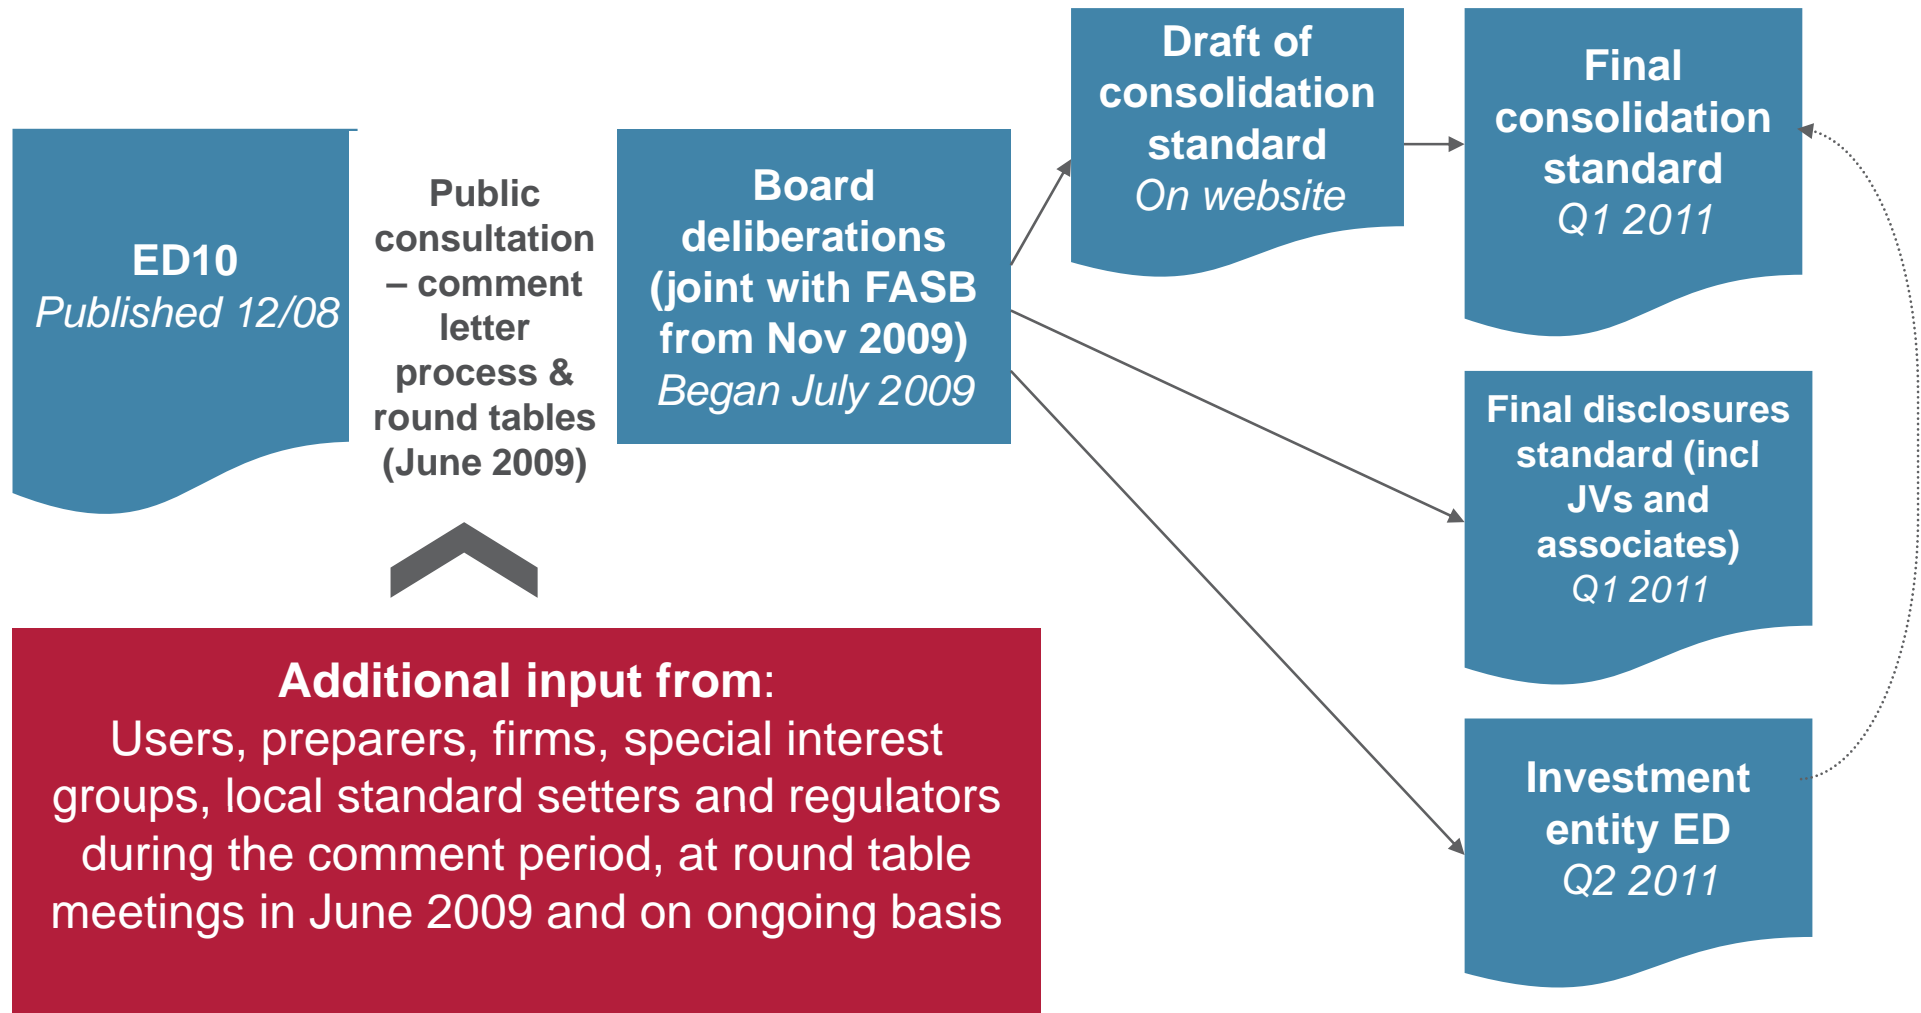 ED10
Published 12/08
Public
consultation
– comment
letter
process &
round tables
(June 2009)
Board
deliberations
(joint with FASB
from Nov 2009)
Began July 2009
Draft of
consolidation
standard
On website
Final
consolidation
standard
Q1 2011
Final disclosures
standard (incl
JVs and
associates)
Q1 2011
Investment
entity ED
Q2 2011
Additional input from:
Users, preparers, firms, special interest
groups, local standard setters and regulators
during the comment period, at round table
meetings in June 2009 and on ongoing basis